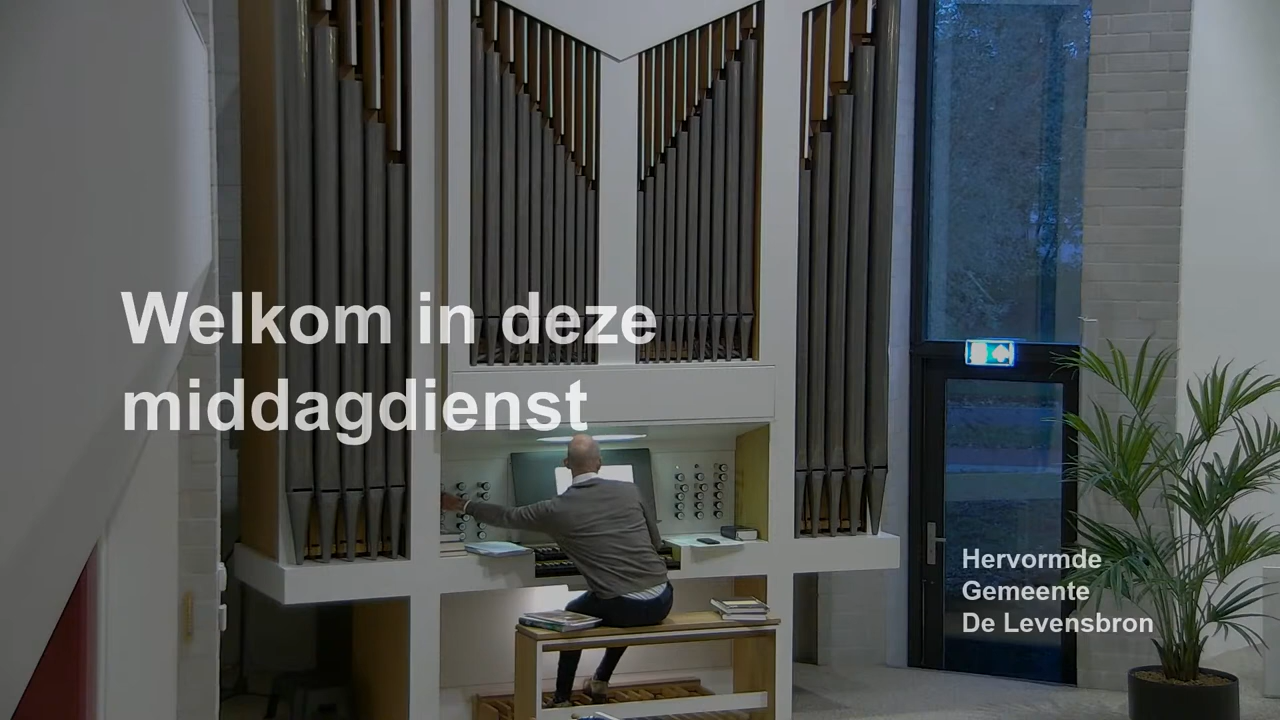 Welkom in deze
middagdienst
Hervormde
Gemeente
De Levensbron